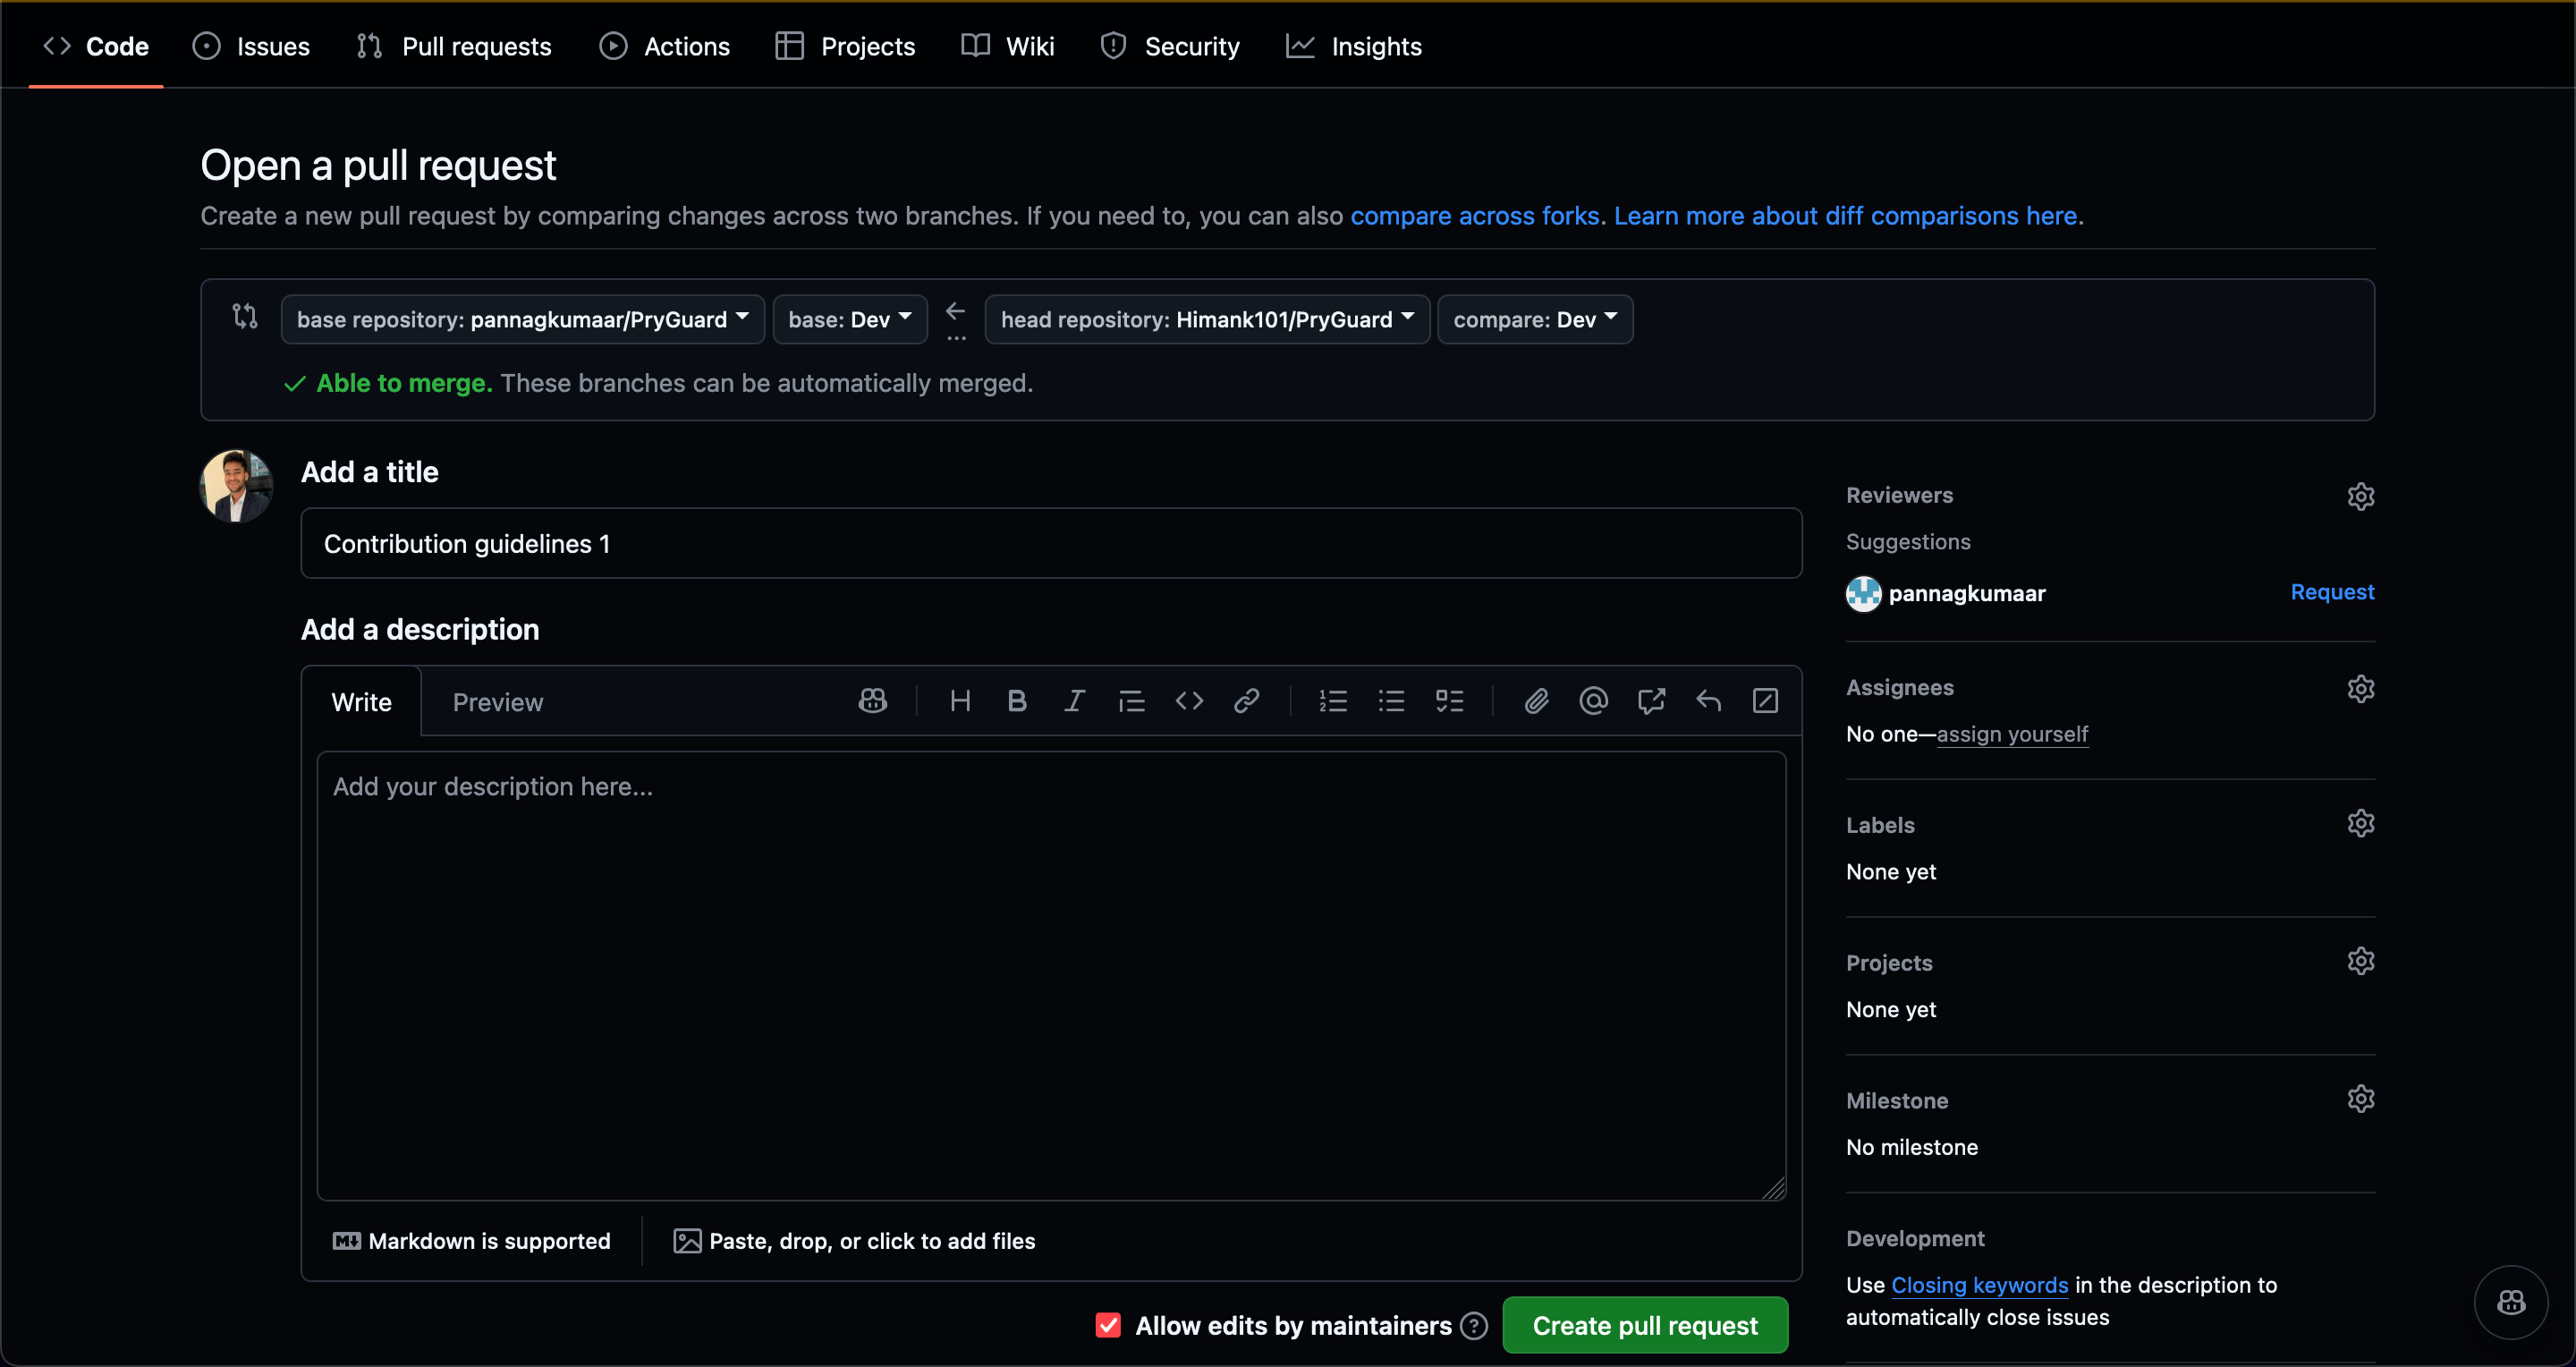 Code Issues Pull requests Actions Projects Wiki Security Insights
Open a pull request
Create a new pull request by comparing changes across two branches. If you need to, you can also compare across forks. Learn more about diff comparisons here.
base repository: pannagkumaar/PryGuard base: Dev ... head repository: Himank101/PryGuard compare: Dev
Able to merge. These branches can be automatically merged.
Add a title
Contribution guidelines 1
Add a description
Write Preview
Add your description here...
Markdown is supported Paste, drop, or click to add files
Allow edits by maintainers Create pull request
Reviewers
Suggestions
pannagkumaar Request
Assignees
No one—assign yourself
Labels
None yet
Projects
None yet
Milestone
No milestone
Development
Use Closing keywords in the description to
automatically close issues